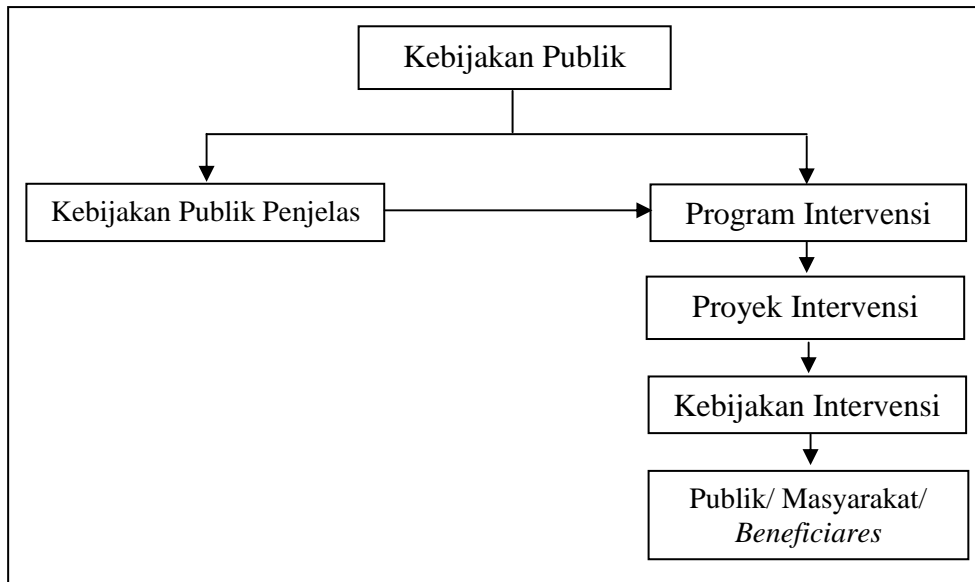 Kebijakan Publik
Kebijakan Publik Penjelas
Program Intervensi
Proyek Intervensi
Kebijakan Intervensi
Publik/ Masyarakat/
Beneficiares